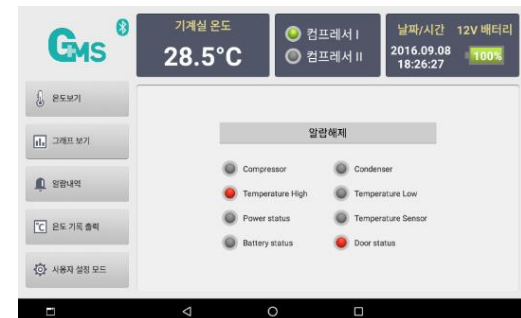 GMS
기계실 온도
28.5°C
컴프레서 I
컴프레서 II
날짜/시간
12V 배터리
2016.09.08
18:26:27
100%
온도보기
그래프 보기
알람내역
온도 기록 출력
사용자 설정 모드
알람해제
Compressor
Condenser
Temperature High
Temperature Low
Power status
Temperature Sensor
Battery status
Door status